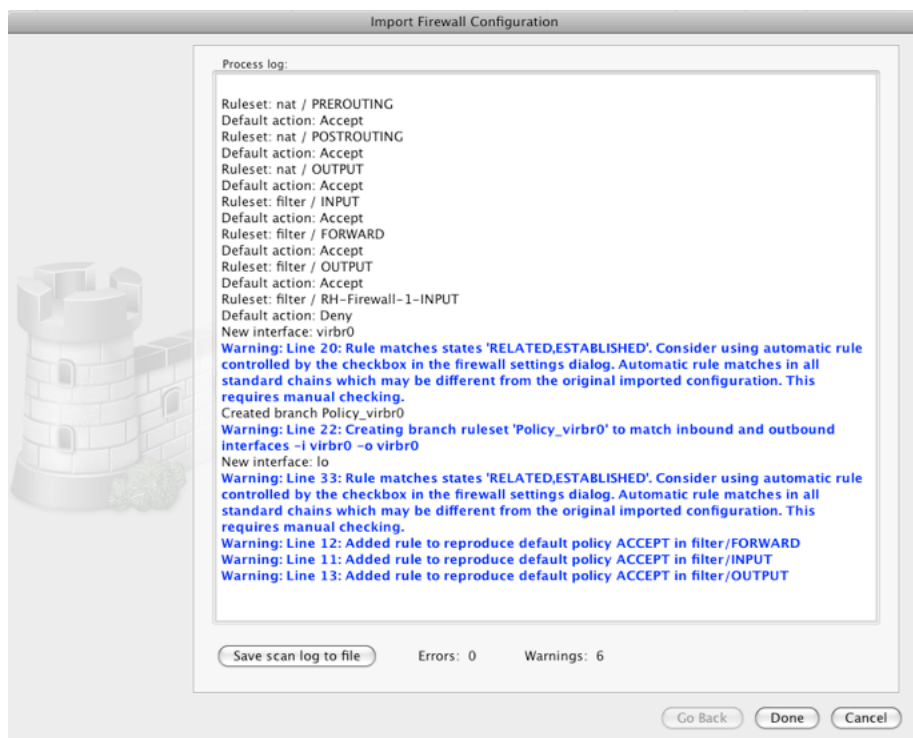 Import Firewall Configuration
Process log:
Ruleset: nat / PREROUTING
Default action: Accept
Ruleset: nat / POSTROUTING
Default action: Accept
Ruleset: nat / OUTPUT
Default action: Accept
Ruleset: filter / INPUT
Default action: Accept
Ruleset: filter / FORWARD
Default action: Accept
Ruleset: filter / OUTPUT
Default action: Accept
Ruleset: filter / RH-Firewall-1-INPUT
Default action: Deny
New interface: virbr0
Warning: Line 20: Rule matches states 'RELATED,ESTABLISHED'. Consider using automatic rule
controlled by the checkbox in the firewall settings dialog. Automatic rule matches in all
standard chains which may be different from the original imported configuration. This
requires manual checking.
Created branch Policy_virbr0
Warning: Line 22: Creating branch ruleset 'Policy_virbr0' to match inbound and outbound
interfaces -i virbr0 -o virbr0
New interface: lo
Warning: Line 33: Rule matches states 'RELATED,ESTABLISHED'. Consider using automatic rule
controlled by the checkbox in the firewall settings dialog. Automatic rule matches in all
standard chains which may be different from the original imported configuration. This
requires manual checking.
Warning: Line 12: Added rule to reproduce default policy ACCEPT in filter/FORWARD
Warning: Line 11: Added rule to reproduce default policy ACCEPT in filter/INPUT
Warning: Line 13: Added rule to reproduce default policy ACCEPT in filter/OUTPUT
Save scan log to file Errors: 0 Warnings: 6
Go Back Done Cancel